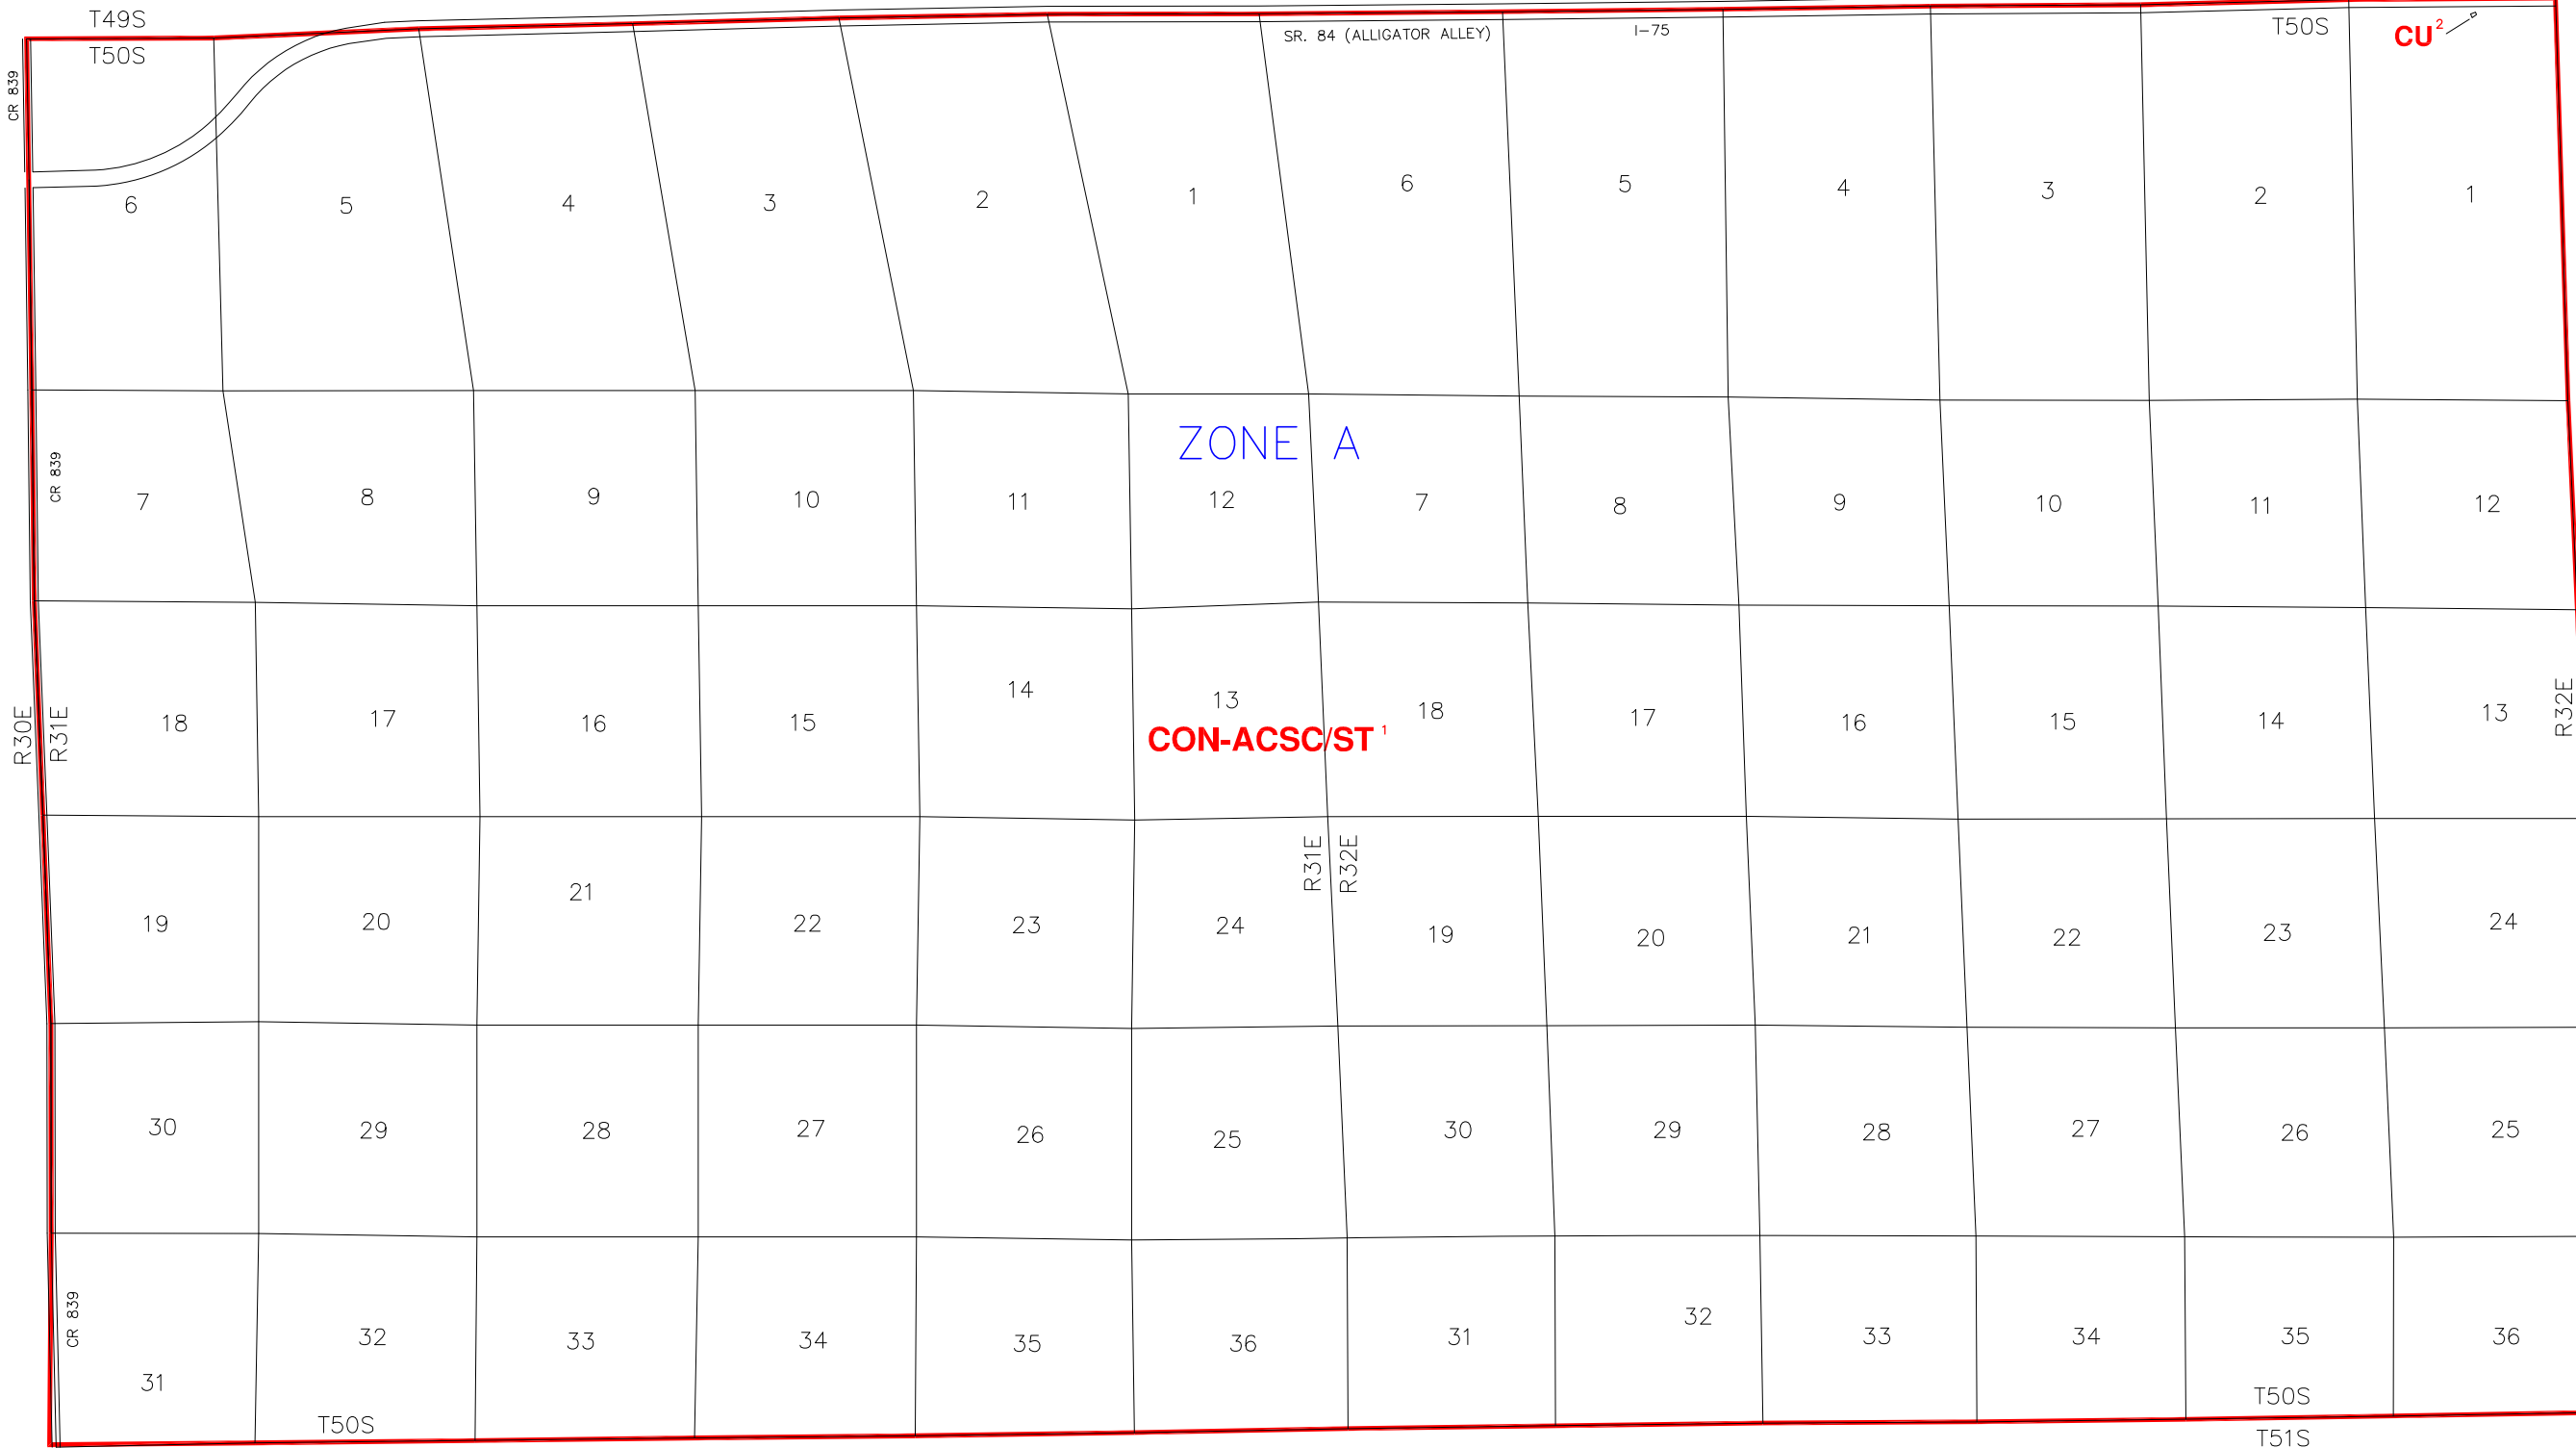 T49S
T50S
SR. 84 (ALLIGATOR ALLEY)
I-75
T50S
CU 2
CR 839
6 5 4 3 2 1 6 5 4 3 2 1
ZONE A
CR 839
7 8 9 10 11 12 7 8 9 10 11 12
R30E
R31E
18 17 16 15 14 13 18 17 16 15 14 13
R32E
CON-ACSC/ST 1
R31E
R32E
19 20 21 22 23 24 19 20 21 22 23 24
30 29 28 27 26 25 30 29 28 27 26 25
CR 839
31 32 33 34 35 36 31 32 33 34 35 36
T50S
T50S
T51S